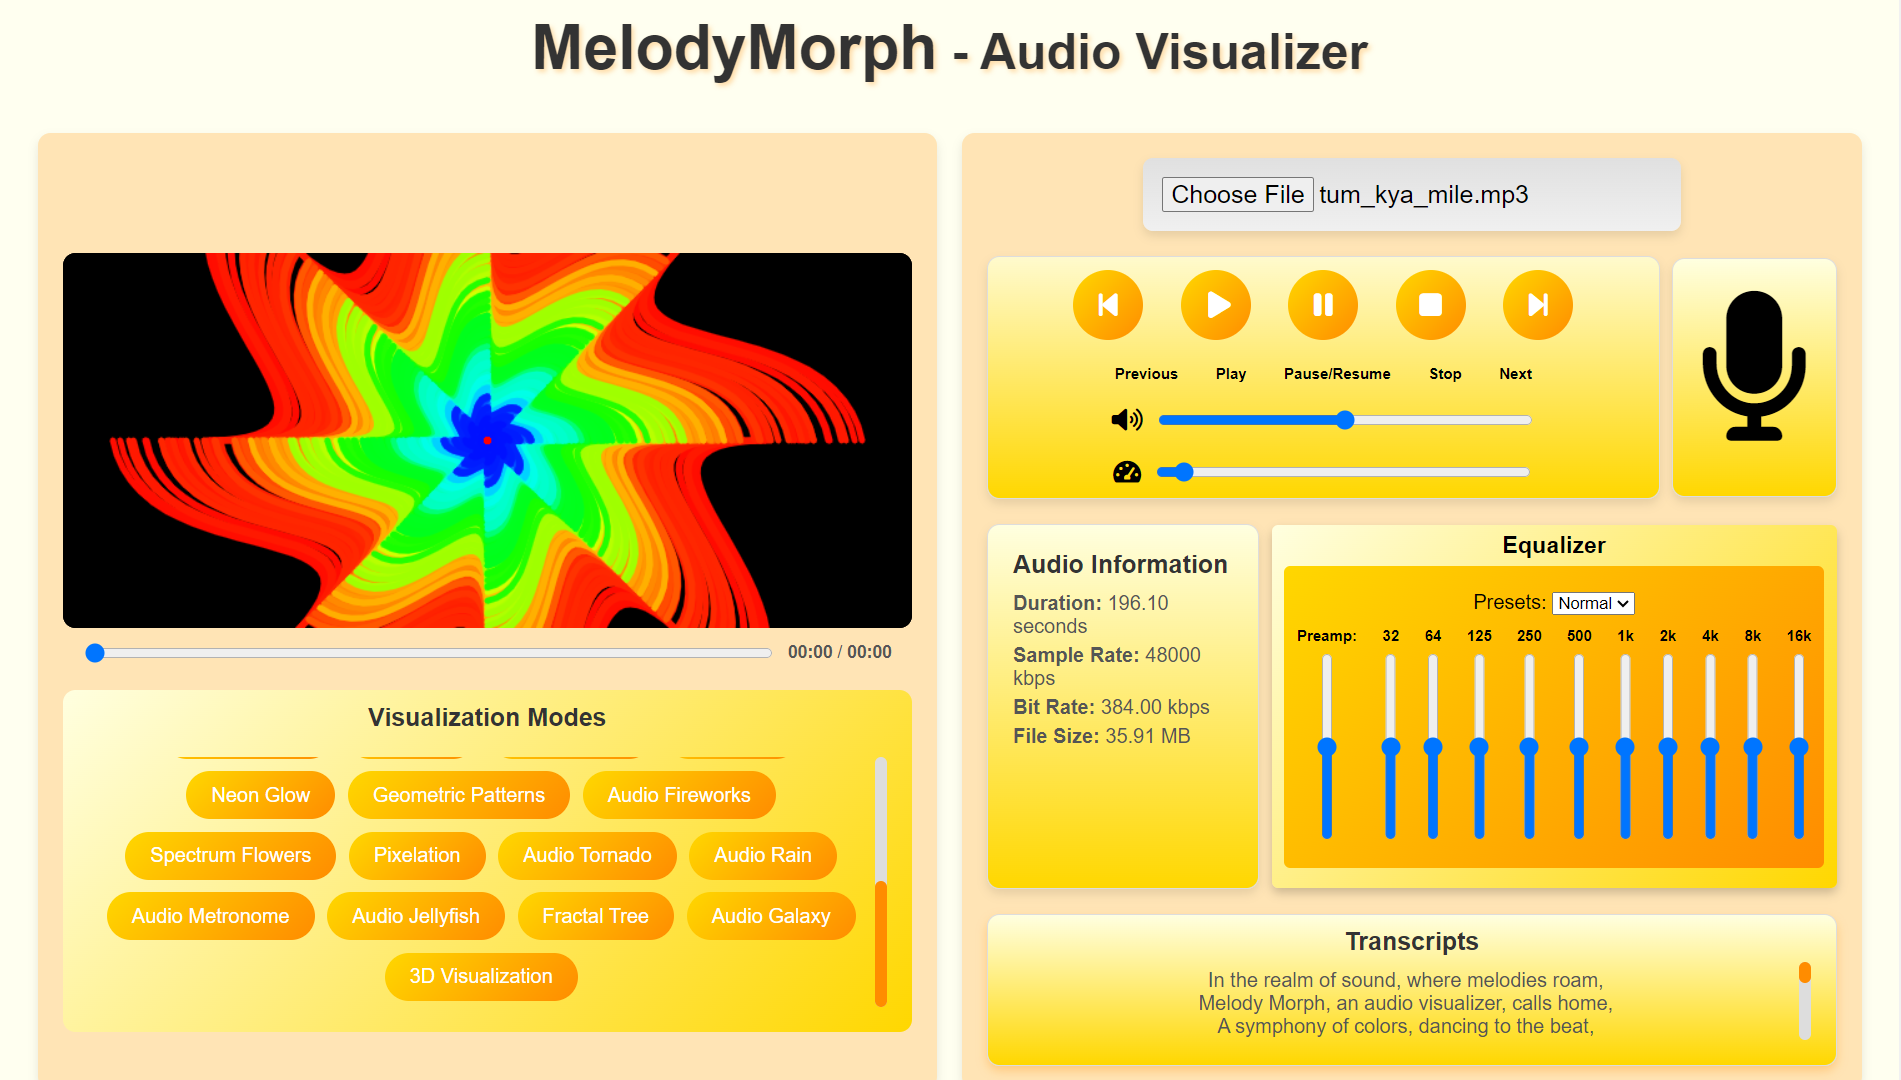 MelodyMorph - Audio Visualizer
00:00 / 00:00
Visualization Modes
Neon Glow Geometric Patterns Audio Fireworks
Spectrum Flowers Pixelation Audio Tornado Audio Rain
Audio Metronome Audio Jellyfish Fractal Tree Audio Galaxy
3D Visualization
Choose File tum_kya_mile.mp3
Previous Play Pause/Resume Stop Next
Audio Information
Duration: 196.10
seconds
Sample Rate: 48000
kbps
Bit Rate: 384.00 kbps
File Size: 35.91 MB
Equalizer
Presets: Normal
Preamp: 32 64 125 250 500 1k 2k 4k 8k 16k
Transcripts
In the realm of sound, where melodies roam,
Melody Morph, an audio visualizer, calls home,
A symphony of colors, dancing to the beat,